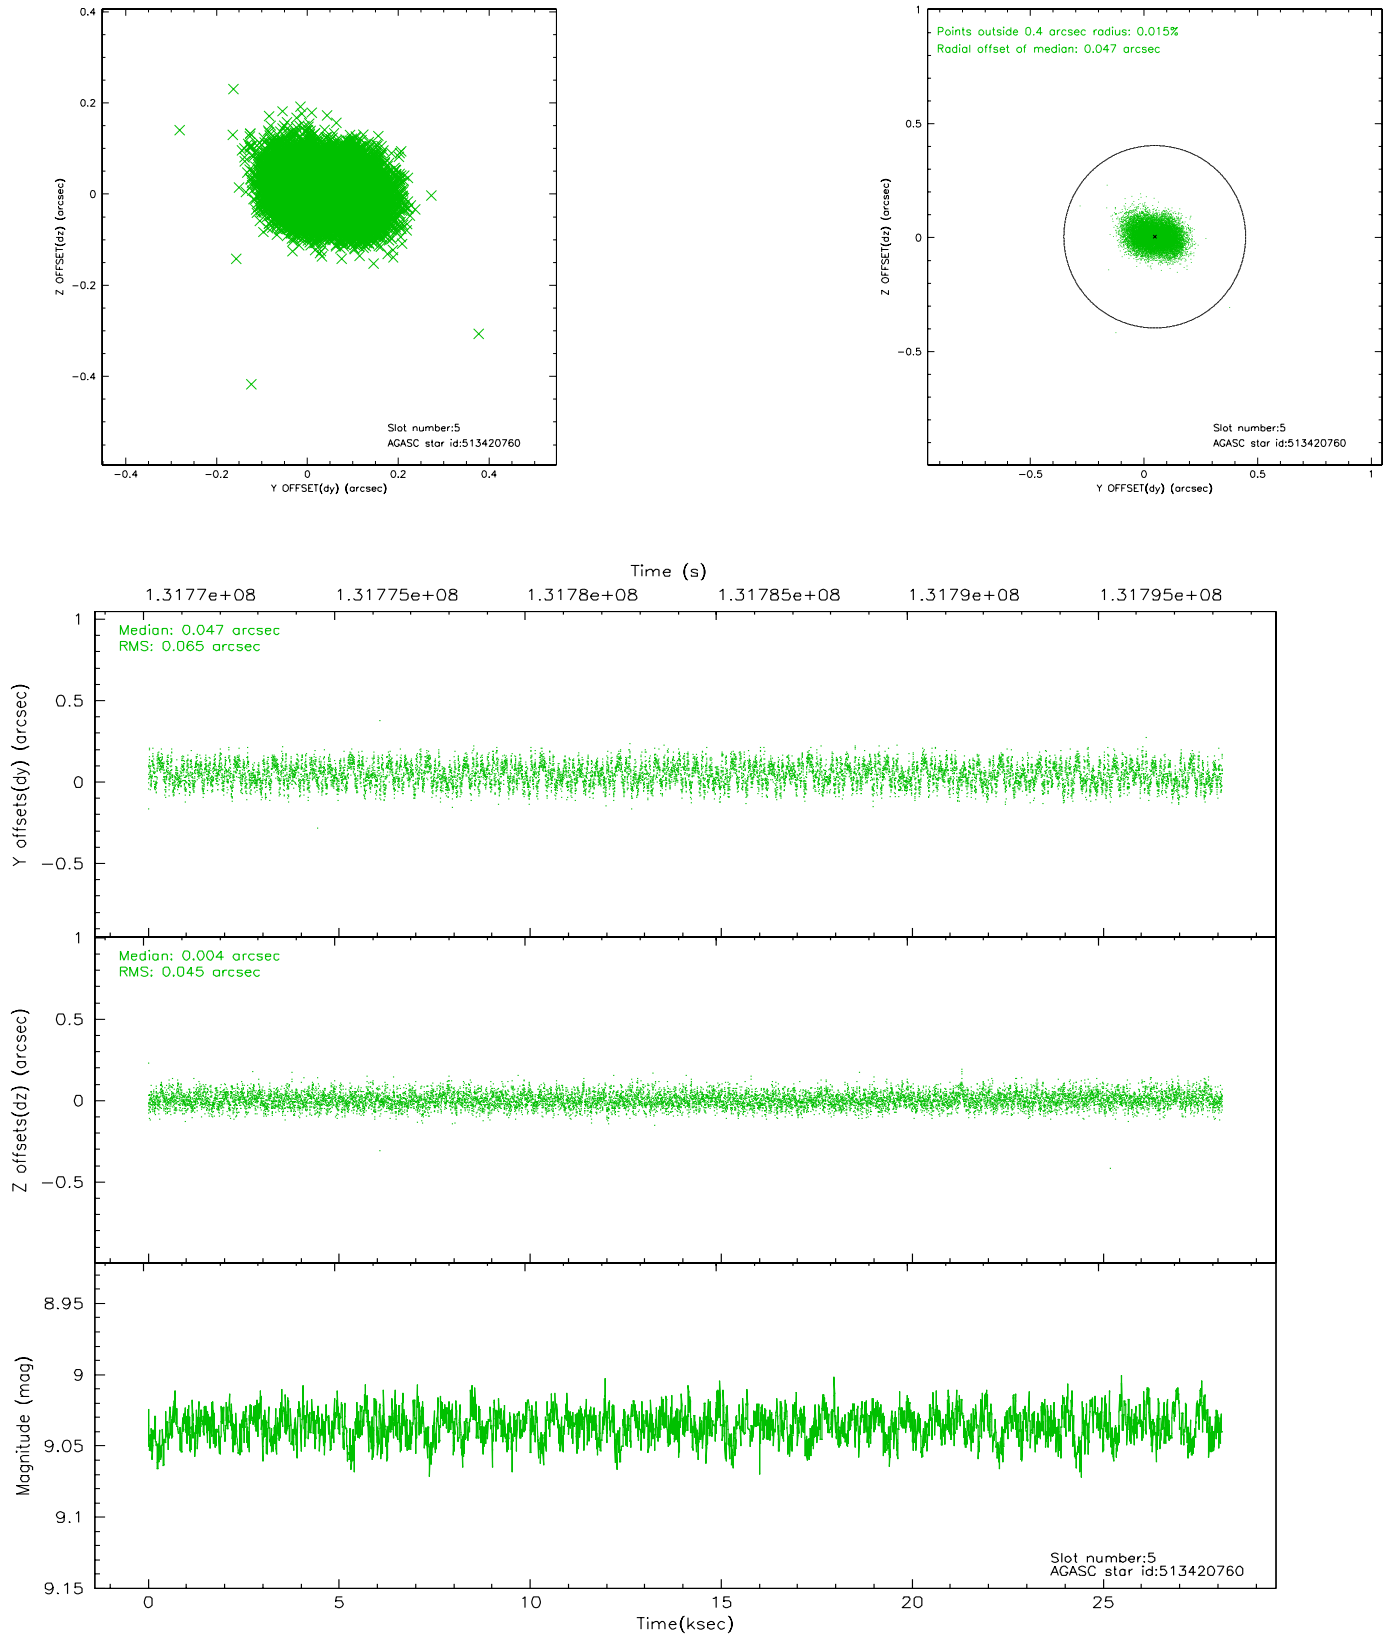 0.4
0.2
0
−0.2
−0.4
Z OFFSET(dz) (arcsec)
Slot number:5
AGASC star id:513420760
−0.4 −0.2 0 0.2 0.4
Y OFFSET(dy) (arcsec)
Points outside 0.4 arcsec radius: 0.015%
Radial offset of median: 0.047 arcsec
1
0.5
0
−0.5
Z OFFSET(dz) (arcsec)
Slot number:5
AGASC star id:513420760
−0.5 0 0.5 1
Y OFFSET(dy) (arcsec)
Time (s)
1.3177e+08 1.31775e+08 1.3178e+08 1.31785e+08 1.3179e+08 1.31795e+08
Median: 0.047 arcsec
RMS: 0.065 arcsec
1
0.5
0
−0.5
Y offsets(dy) (arcsec)
Median: 0.004 arcsec
RMS: 0.045 arcsec
1
0.5
0
−0.5
Z offsets(dz) (arcsec)
8.95
9
9.05
9.1
9.15
Magnitude (mag)
Slot number:5
AGASC star id:513420760
0 5 10 15 20 25
Time(ksec)